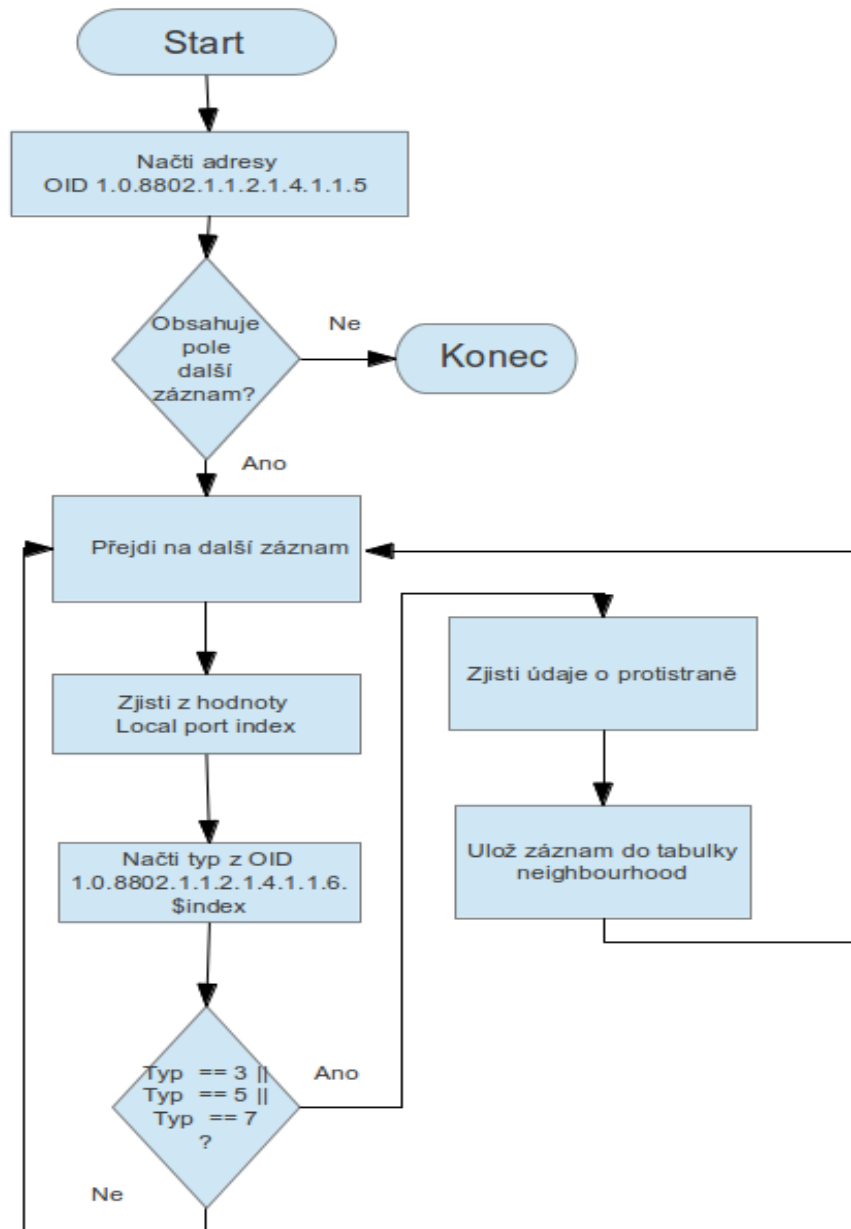 Start
Načti adresy
OID 1.0.8802.1.1.2.1.4.1.1.5
Obsahuje
pole
další
záznam?
Ne
Konec
Ano
Přejdi na další záznam
Zjisti z hodnoty
Local port index
Načti typ z OID
1.0.8802.1.1.2.1.4.1.1.6.
$index
Typ == 3 ||
Typ == 5 ||
Typ == 7
?
Ano
Ne
Zjisti údaje o protistraně
Ulož záznam do tabulky
neighbourhood